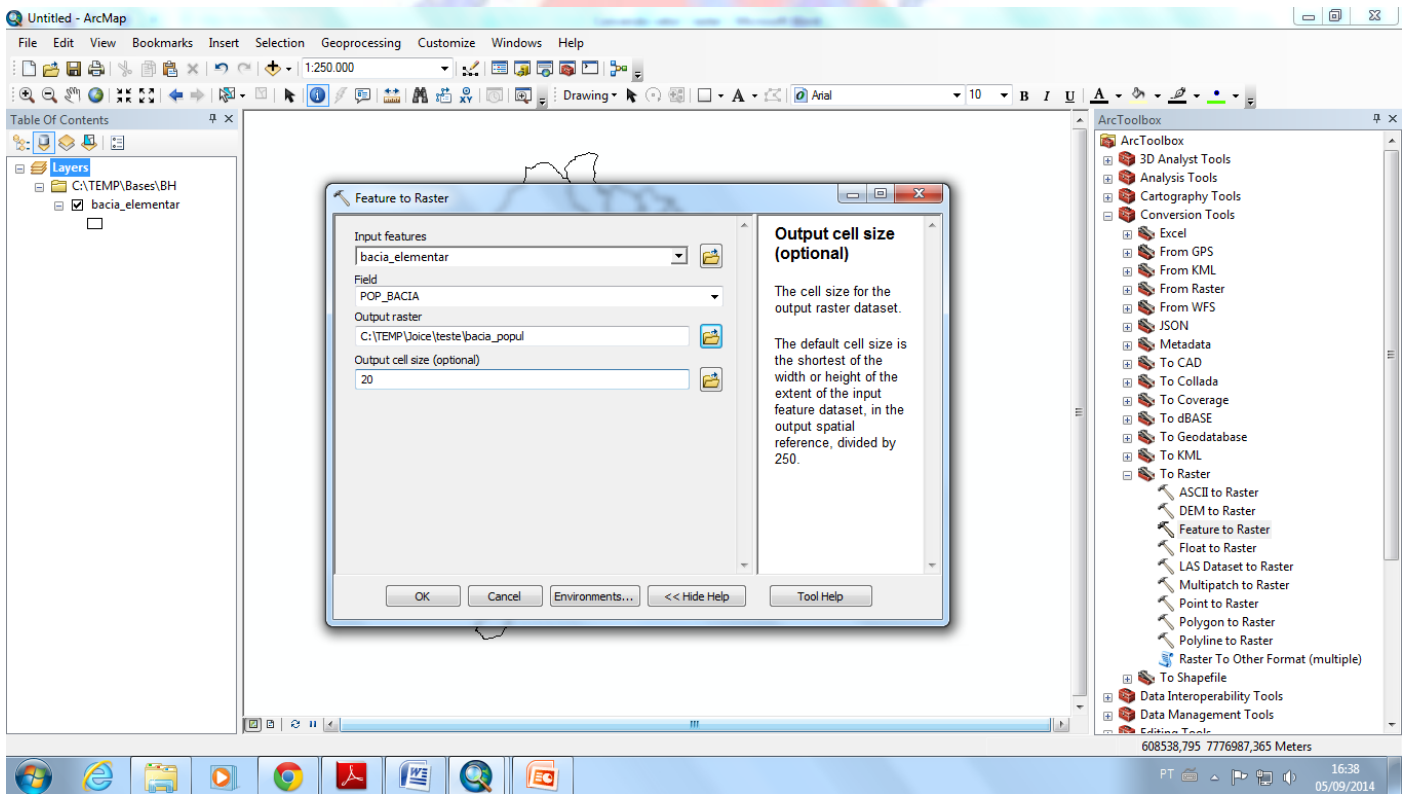 Untitled - ArcMap
File Edit View Bookmarks Insert Selection Geoprocessing Customize Windows Help
1:250.000
Drawing
Arial
10
B I U A
Table Of Contents
Layers
C:\TEMP\Bases\BH
bacia_elementar
Feature to Raster
Input features
bacia_elementar
Field
POP_BACIA
Output raster
C:\TEMP\Joice\teste\bacia_popul
Output cell size (optional)
20
Output cell size
(optional)
The cell size for the
output raster dataset.
The default cell size is
the shortest of the
width or height of the
extent of the input
feature dataset, in the
output spatial
reference, divided by
250.
OK Cancel Environments... << Hide Help Tool Help
ArcToolbox
ArcToolbox
3D Analyst Tools
Analysis Tools
Cartography Tools
Conversion Tools
Excel
From GPS
From KML
From Raster
From WFS
JSON
Metadata
To CAD
To Collada
To Coverage
To dBASE
To Geodatabase
To KML
To Raster
ASCII to Raster
DEM to Raster
Feature to Raster
Float to Raster
LAS Dataset to Raster
Multipatch to Raster
Point to Raster
Polygon to Raster
Polyline to Raster
Raster To Other Format (multiple)
To Shapefile
Data Interoperability Tools
Data Management Tools
Editing Tools
608538,795 7776987,365 Meters
PT
16:38
05/09/2014